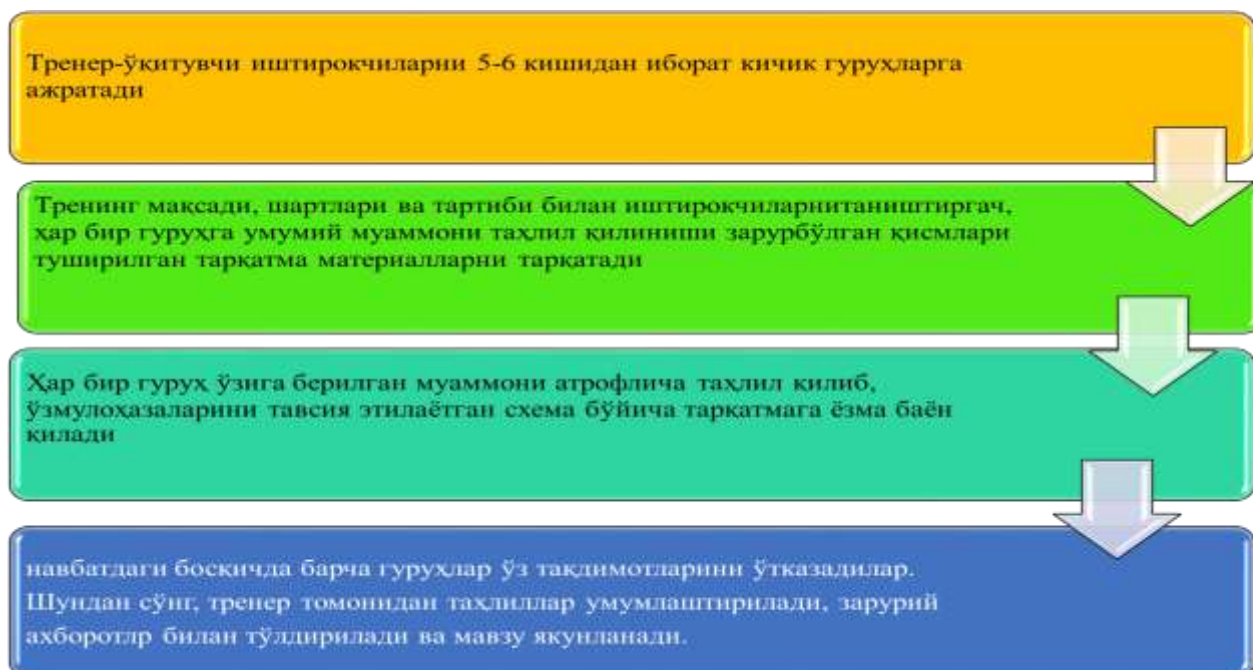 Тренер-ўқитувчи иштирокчиларни 5-6 кишидан иборат кичик гуруҳларга
ажратади
Тренинг мақсади, шартлари ва тартиби билан иштирокчиларнитаништиргач,
ҳар бир гуруҳга умумий муаммони таҳлил қилиниши зарурбўлган қисмлари
туширилган тарқатма материалларни тарқатади
Ҳар бир гуруҳ ўзига берилган муаммони атрофлича таҳлил қилиб,
ўзмулоҳазаларини тавсия этилаётган схема бўйича тарқатмага ёзма баён
қилади
навбатдаги босқичда барча гуруҳлар ўз тақдимотларини ўтказадилар.
Шундан сўнг, тренер томонидан таҳлиллар умумлаштирилади, зарурий
ахборотлр билан тўлдирилади ва мавзу якунланади.